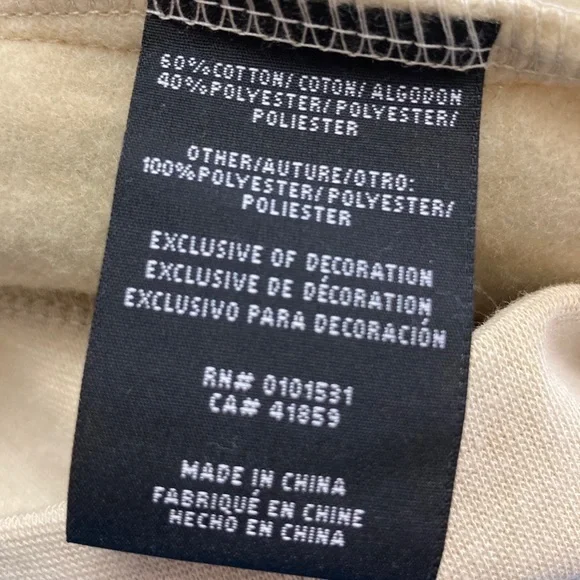 60%COTTON/ COTON/ ALGODON
40%POLYESTER/ POLYESTER/
POLIESTER
OTHER/AUTURE/OTRO:
100%POLYESTER/ POLYESTER/
POLIESTER
EXCLUSIVE OF DECORATION
EXCLUSIVE DE DÉCORATION
EXCLUSIVO PARA DECORACIÓN
RN# 0101531
CA# 41859
MADE IN CHINA
FABRIQUÉ EN CHINE
HECHO EN CHINA